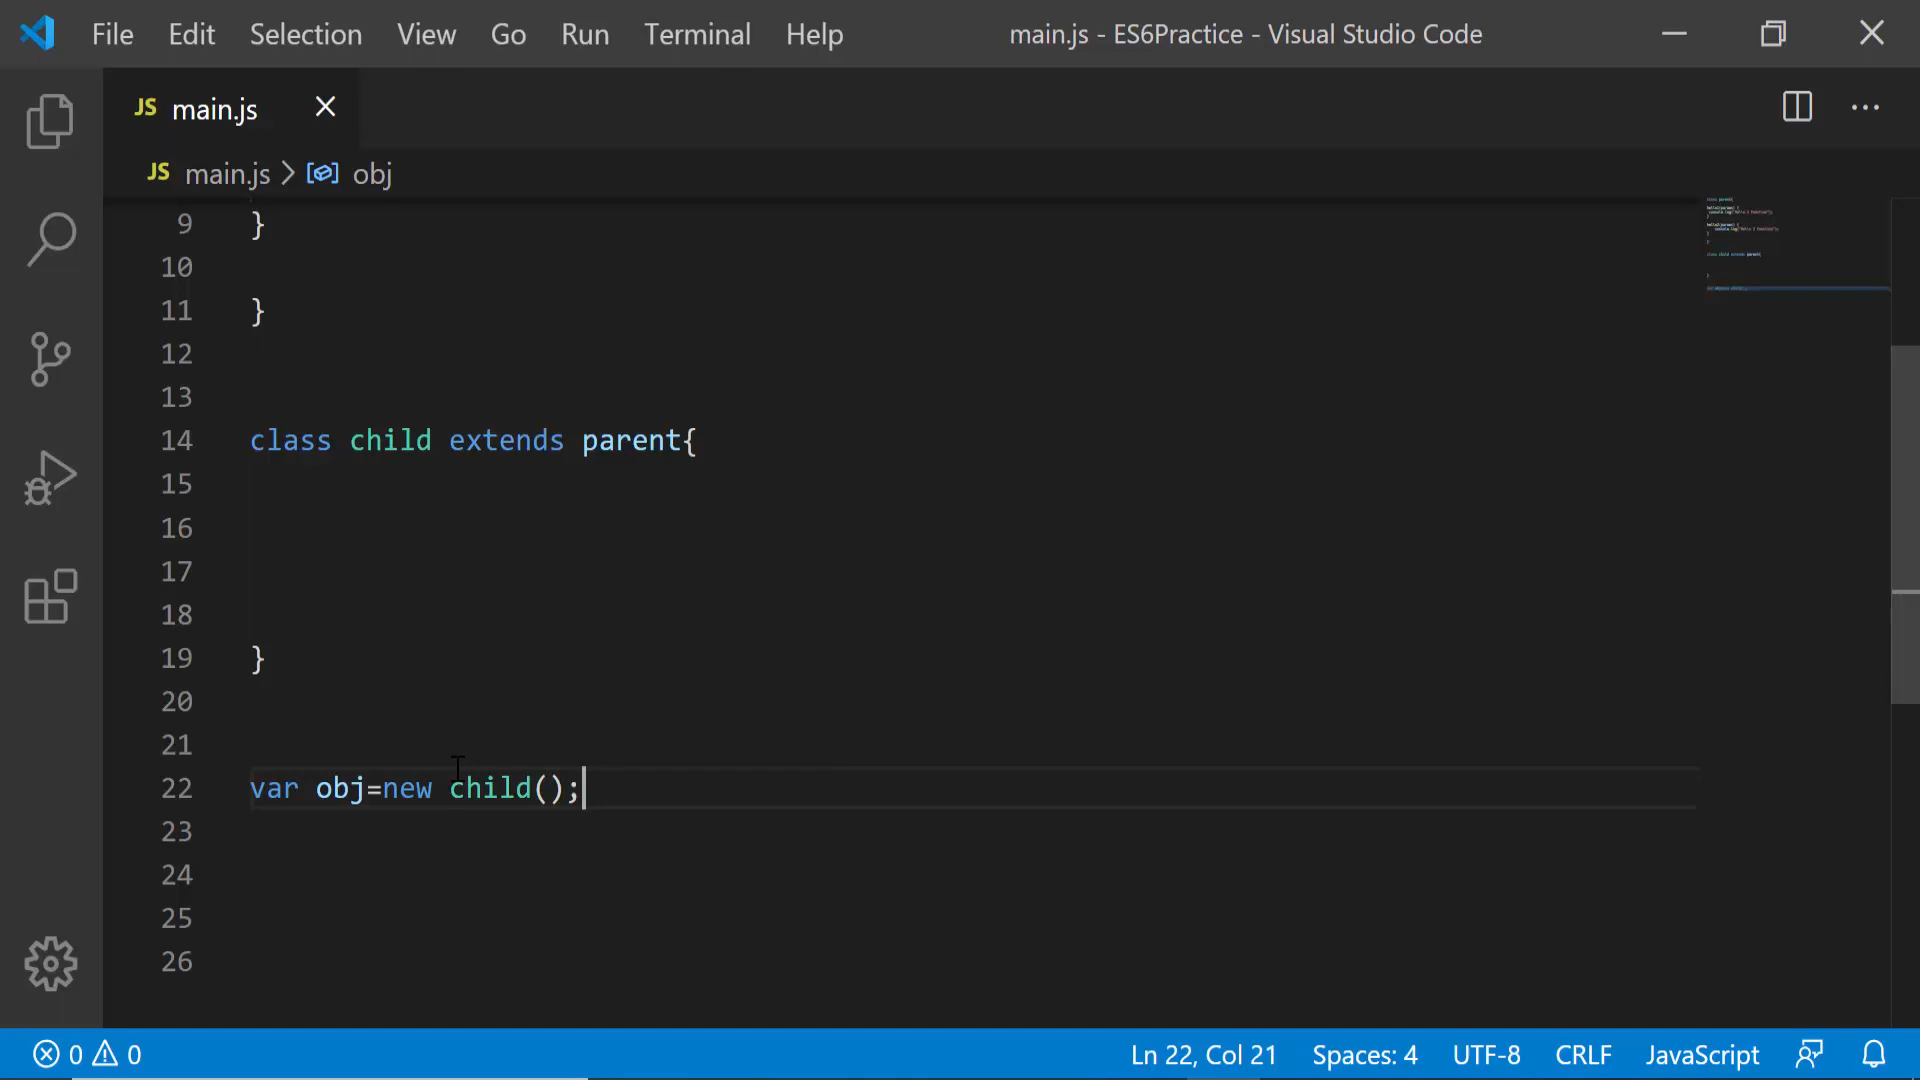 File Edit Selection View Go Run Terminal Help main.js - ES6Practice - Visual Studio Code
JS main.js
JS main.js > obj
9 }
10
11 }
12
13
14 class child extends parent{
15
16
17
18
19 }
20
21
22 var obj=new child();
23
24
25
26
0 0 Ln 22, Col 21 Spaces: 4 UTF-8 CRLF JavaScript